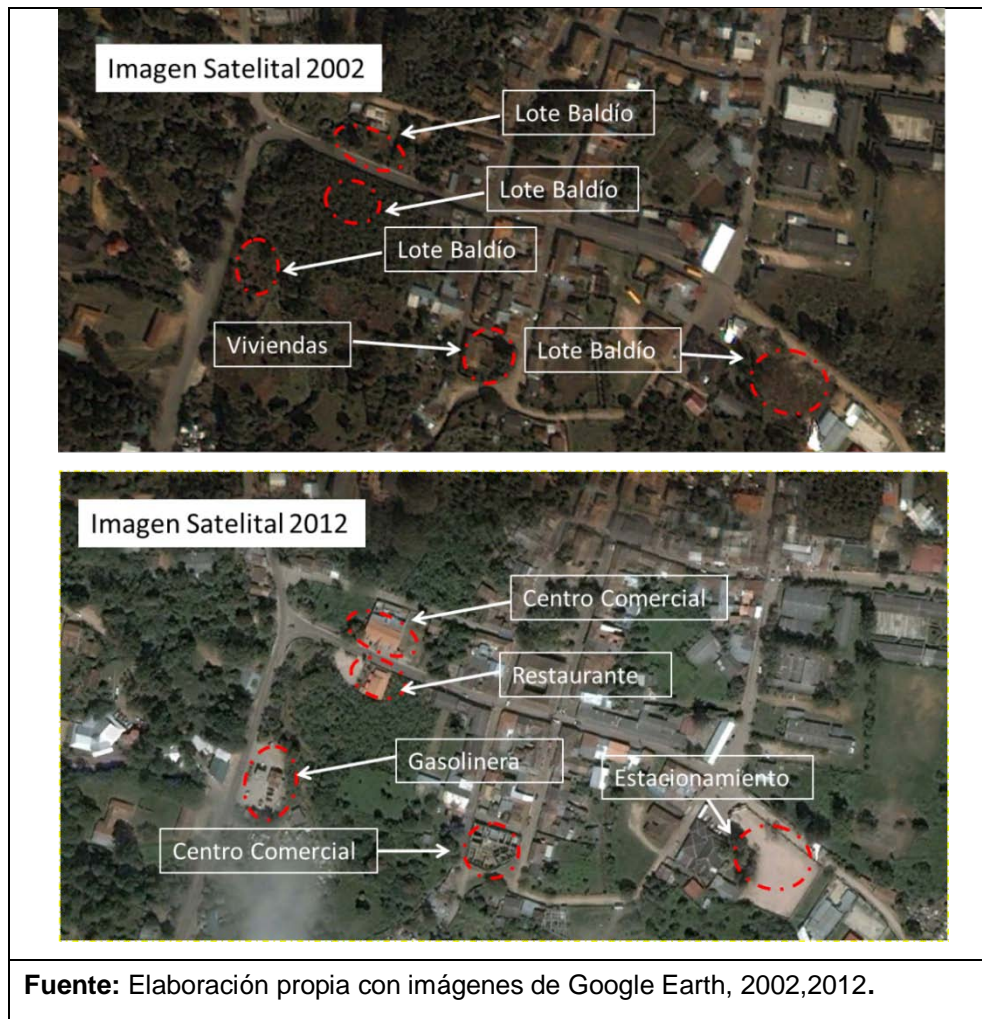 Imagen Satelital 2002
Lote Baldío
Lote Baldío
Lote Baldío
Viviendas
Lote Baldío
Imagen Satelital 2012
Centro Comercial
Restaurante
Gasolinera
Estacionamiento
Centro Comercial
Fuente: Elaboración propia con imágenes de Google Earth, 2002,2012.